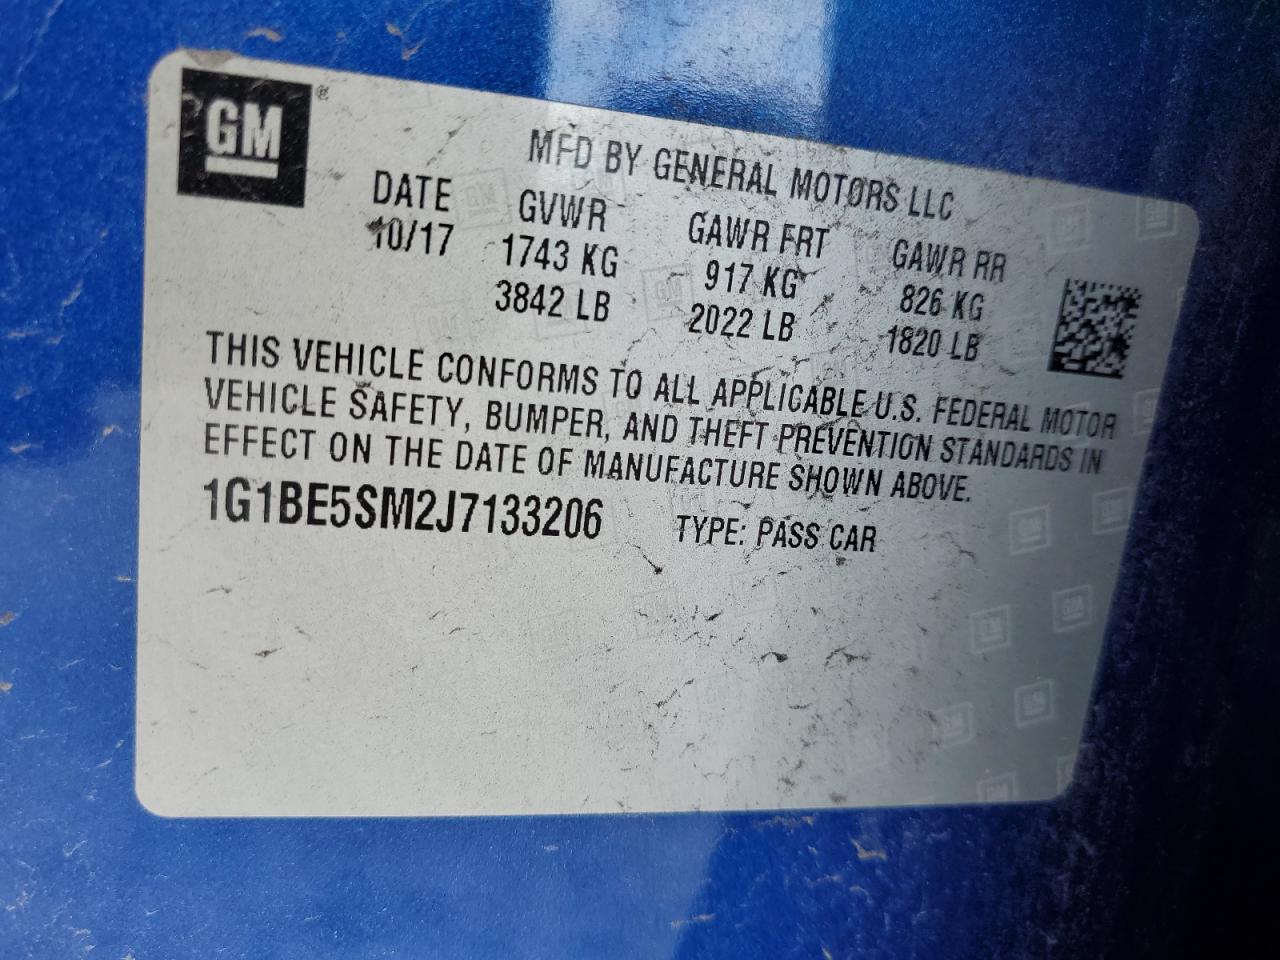 GM ®
MFD BY GENERAL MOTORS LLC
DATE GVWR GAWR FRT GAWR RR
10/17 1743 KG 917 KG 826 KG
3842 LB 2022 LB 1820 LB
THIS VEHICLE CONFORMS TO ALL APPLICABLE U.S. FEDERAL MOTOR
VEHICLE SAFETY, BUMPER, AND THEFT PREVENTION STANDARDS IN
EFFECT ON THE DATE OF MANUFACTURE SHOWN ABOVE.
1G1BE5SM2J7133206 TYPE: PASS CAR